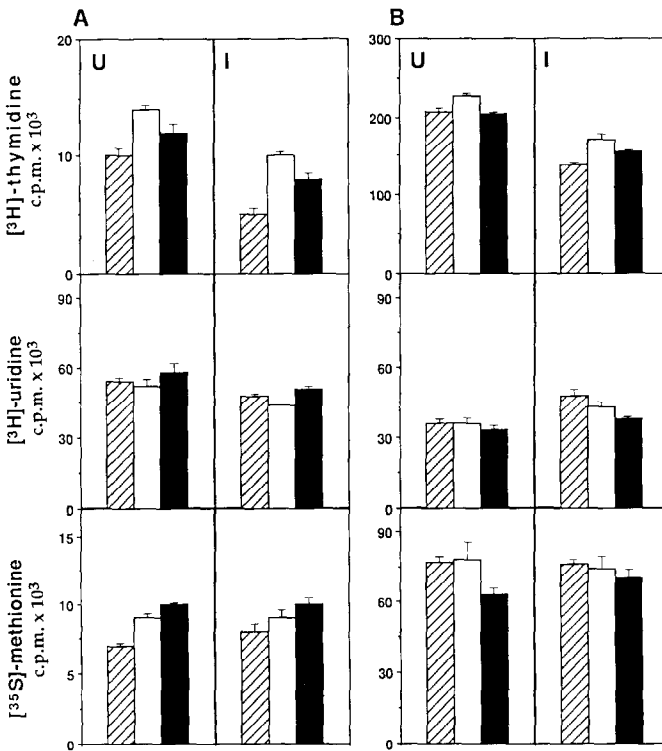 A
B
[³H]-thymidine
c.p.m. x 10³
20
10
0
U
I
300
200
100
0
U
I
[³H]-uridine
c.p.m. x 10³
90
60
30
0
90
60
30
0
[³⁵S]-methionine
c.p.m. x 10³
15
10
5
0
90
60
30
0